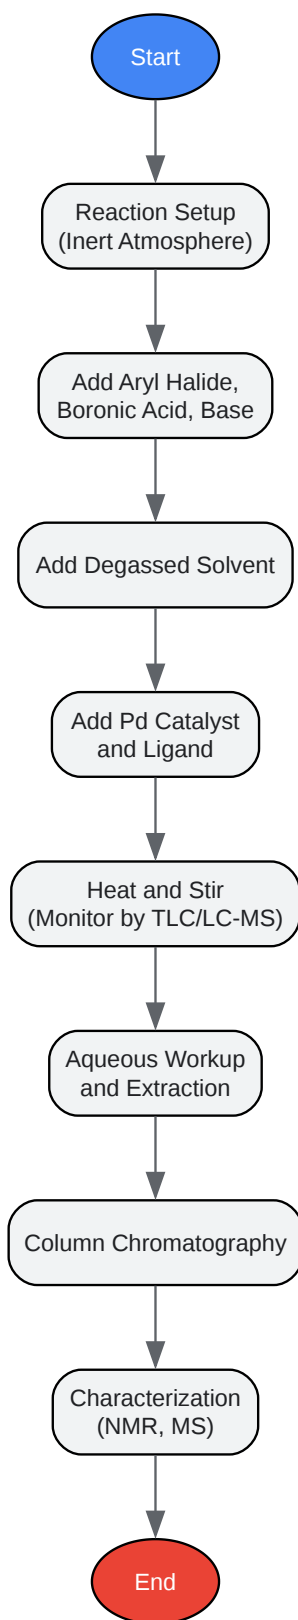 Start
Reaction Setup
(Inert Atmosphere)
Add Aryl Halide,
Boronic Acid, Base
Add Degassed Solvent
Add Pd Catalyst
and Ligand
Heat and Stir
(Monitor by TLC/LC-MS)
Aqueous Workup
and Extraction
Column Chromatography
Characterization
(NMR, MS)
End